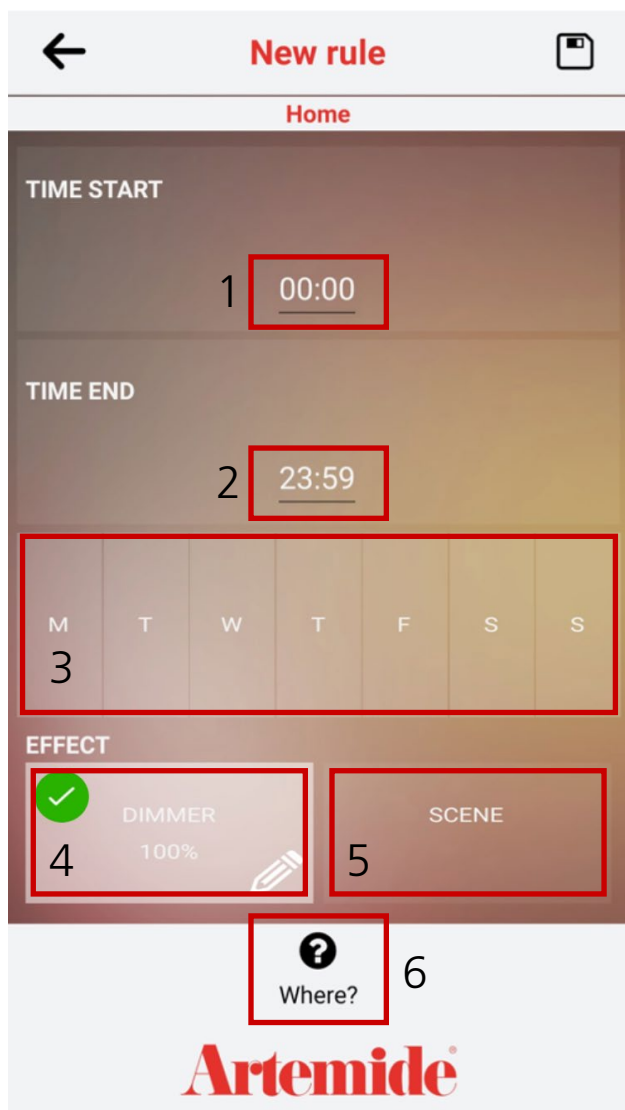 New rule
Home
TIME START
1 00:00
TIME END
2 23:59
M T W T F S S
3
EFFECT
DIMMER SCENE
4 100% 5
Where? 6
Artemide®